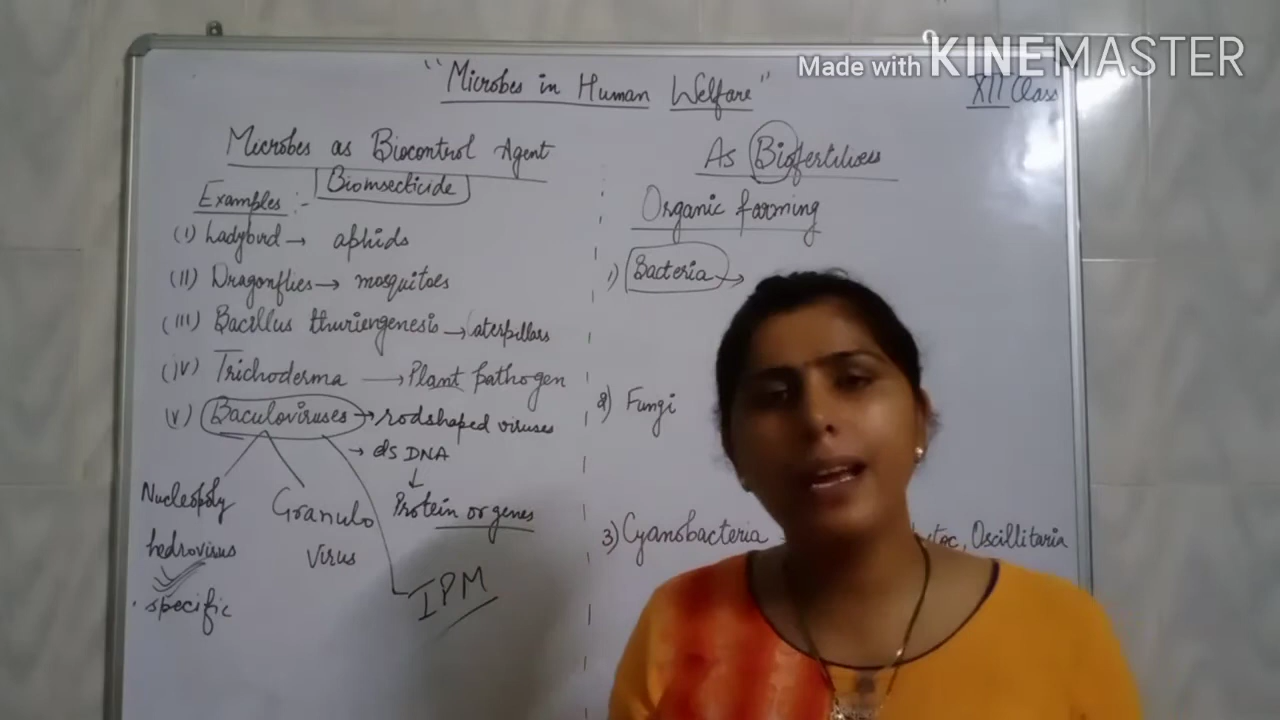 Made with KINEMASTER
"Microbes in Human Welfare"
XII Class
Microbes as Biocontrol Agent
Bioinsecticide
Examples :-
(I) Ladybird → aphids
(II) Dragonflies → mosquitoes
(III) Bacillus thuriengenesis → caterpillars
(IV) Trichoderma → Plant pathogen
(V) Baculoviruses → rodshaped viruses
→ ds DNA
↓
Protein or genes
Nucleopoly
hedrovirus
specific
Granulo
Virus
IPM
As Biofertilisers
Organic farming
1) Bacteria →
2) Fungi
3) Cyanobacteria
Oscillitaria